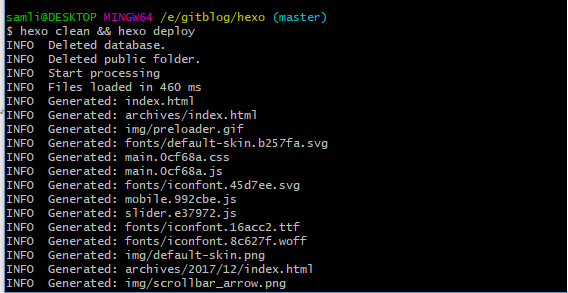 samli@DESKTOP MINGW64 /e/gitblog/hexo (master)
$ hexo clean && hexo deploy
INFO  Deleted database.
INFO  Deleted public folder.
INFO  Start processing
INFO  Files loaded in 460 ms
INFO  Generated: index.html
INFO  Generated: archives/index.html
INFO  Generated: img/preloader.gif
INFO  Generated: fonts/default-skin.b257fa.svg
INFO  Generated: main.0cf68a.css
INFO  Generated: main.0cf68a.js
INFO  Generated: fonts/iconfont.45d7ee.svg
INFO  Generated: mobile.992cbe.js
INFO  Generated: slider.e37972.js
INFO  Generated: fonts/iconfont.16acc2.ttf
INFO  Generated: fonts/iconfont.8c627f.woff
INFO  Generated: img/default-skin.png
INFO  Generated: archives/2017/12/index.html
INFO  Generated: img/scrollbar_arrow.png